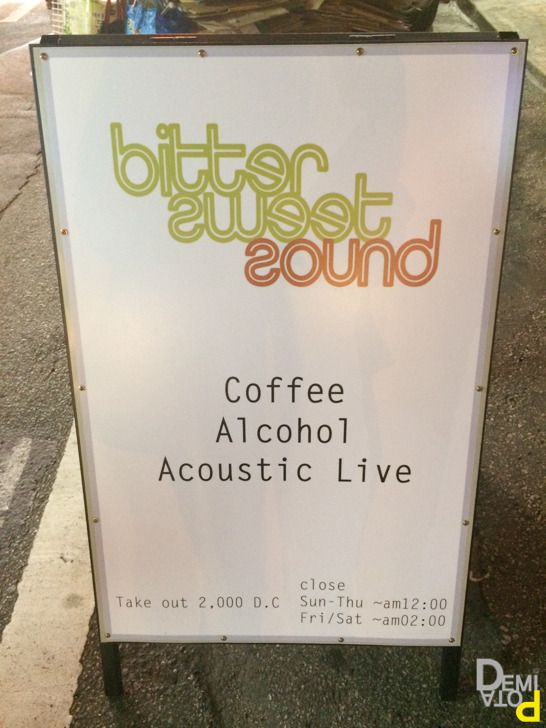 bitter
sweet
sound
Coffee
Alcohol
Acoustic Live
close
Take out 2,000 D.C Sun-Thu ~am12:00
Fri/Sat ~am02:00
DEMI
OTA
P